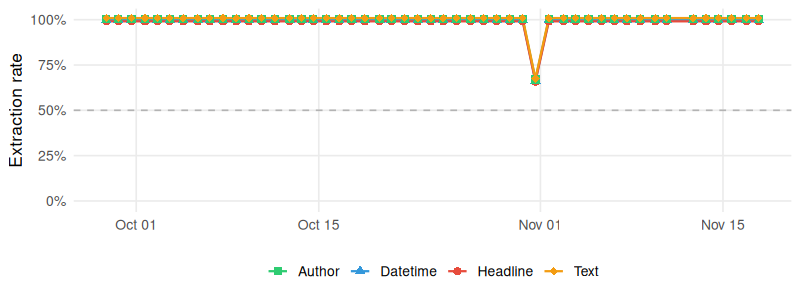 Extraction rate
100%
75%
50%
25%
0%
Oct 01 Oct 15 Nov 01 Nov 15
Author Datetime Headline Text